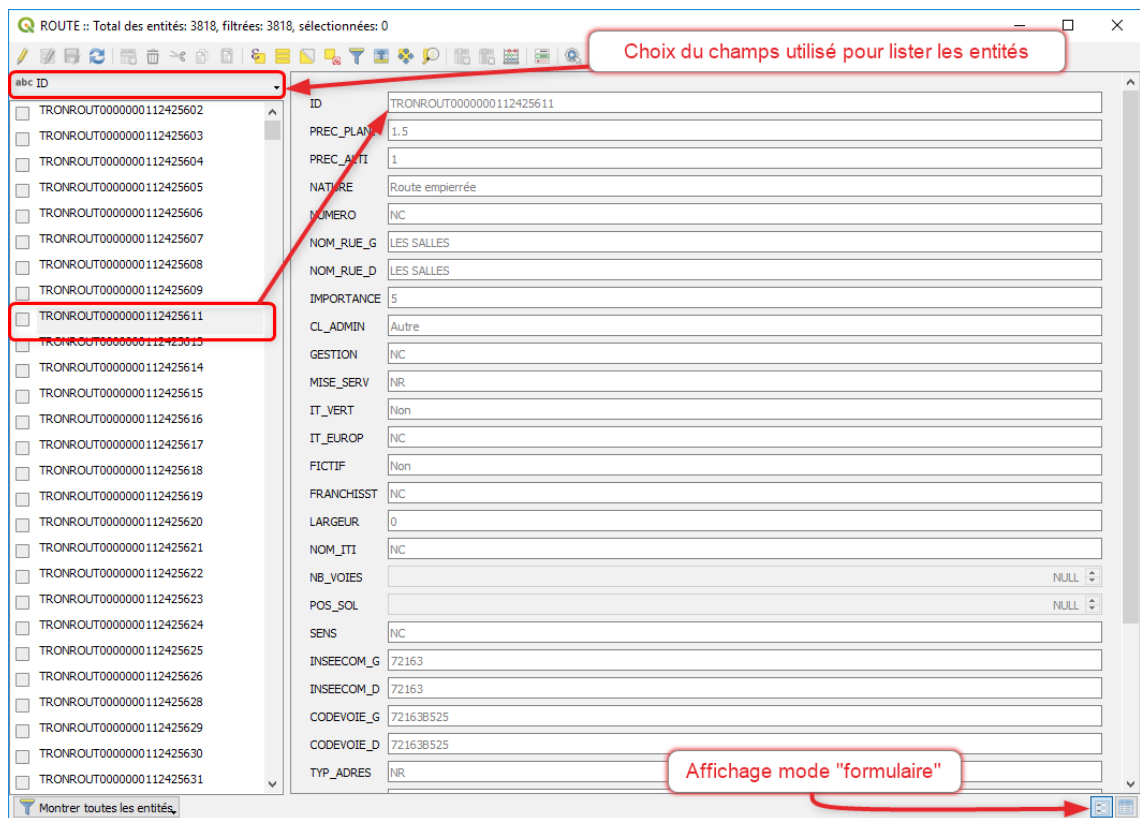 ROUTE :: Total des entités: 3818, filtrées: 3818, sélectionnées: 0
Choix du champs utilisé pour lister les entités
abc ID
TRONROUT0000000112425602
TRONROUT0000000112425603
TRONROUT0000000112425604
TRONROUT0000000112425605
TRONROUT0000000112425606
TRONROUT0000000112425607
TRONROUT0000000112425608
TRONROUT0000000112425609
TRONROUT0000000112425611
TRONROUT0000000112425613
TRONROUT0000000112425614
TRONROUT0000000112425615
TRONROUT0000000112425616
TRONROUT0000000112425617
TRONROUT0000000112425618
TRONROUT0000000112425619
TRONROUT0000000112425620
TRONROUT0000000112425621
TRONROUT0000000112425622
TRONROUT0000000112425623
TRONROUT0000000112425624
TRONROUT0000000112425625
TRONROUT0000000112425626
TRONROUT0000000112425628
TRONROUT0000000112425629
TRONROUT0000000112425630
TRONROUT0000000112425631
ID TRONROUT0000000112425611
PREC_PLANI 1.5
PREC_ALTI 1
NATURE Route empierrée
NUMERO NC
NOM_RUE_G LES SALLES
NOM_RUE_D LES SALLES
IMPORTANCE 5
CL_ADMIN Autre
GESTION NC
MISE_SERV NR
IT_VERT Non
IT_EUROP NC
FICTIF Non
FRANCHISST NC
LARGEUR 0
NOM_ITI NC
NB_VOIES NULL
POS_SOL NULL
SENS NC
INSEECOM_G 72163
INSEECOM_D 72163
CODEVOIE_G 72163B525
CODEVOIE_D 72163B525
TYP_ADRES NR
Affichage mode "formulaire"
Montrer toutes les entités